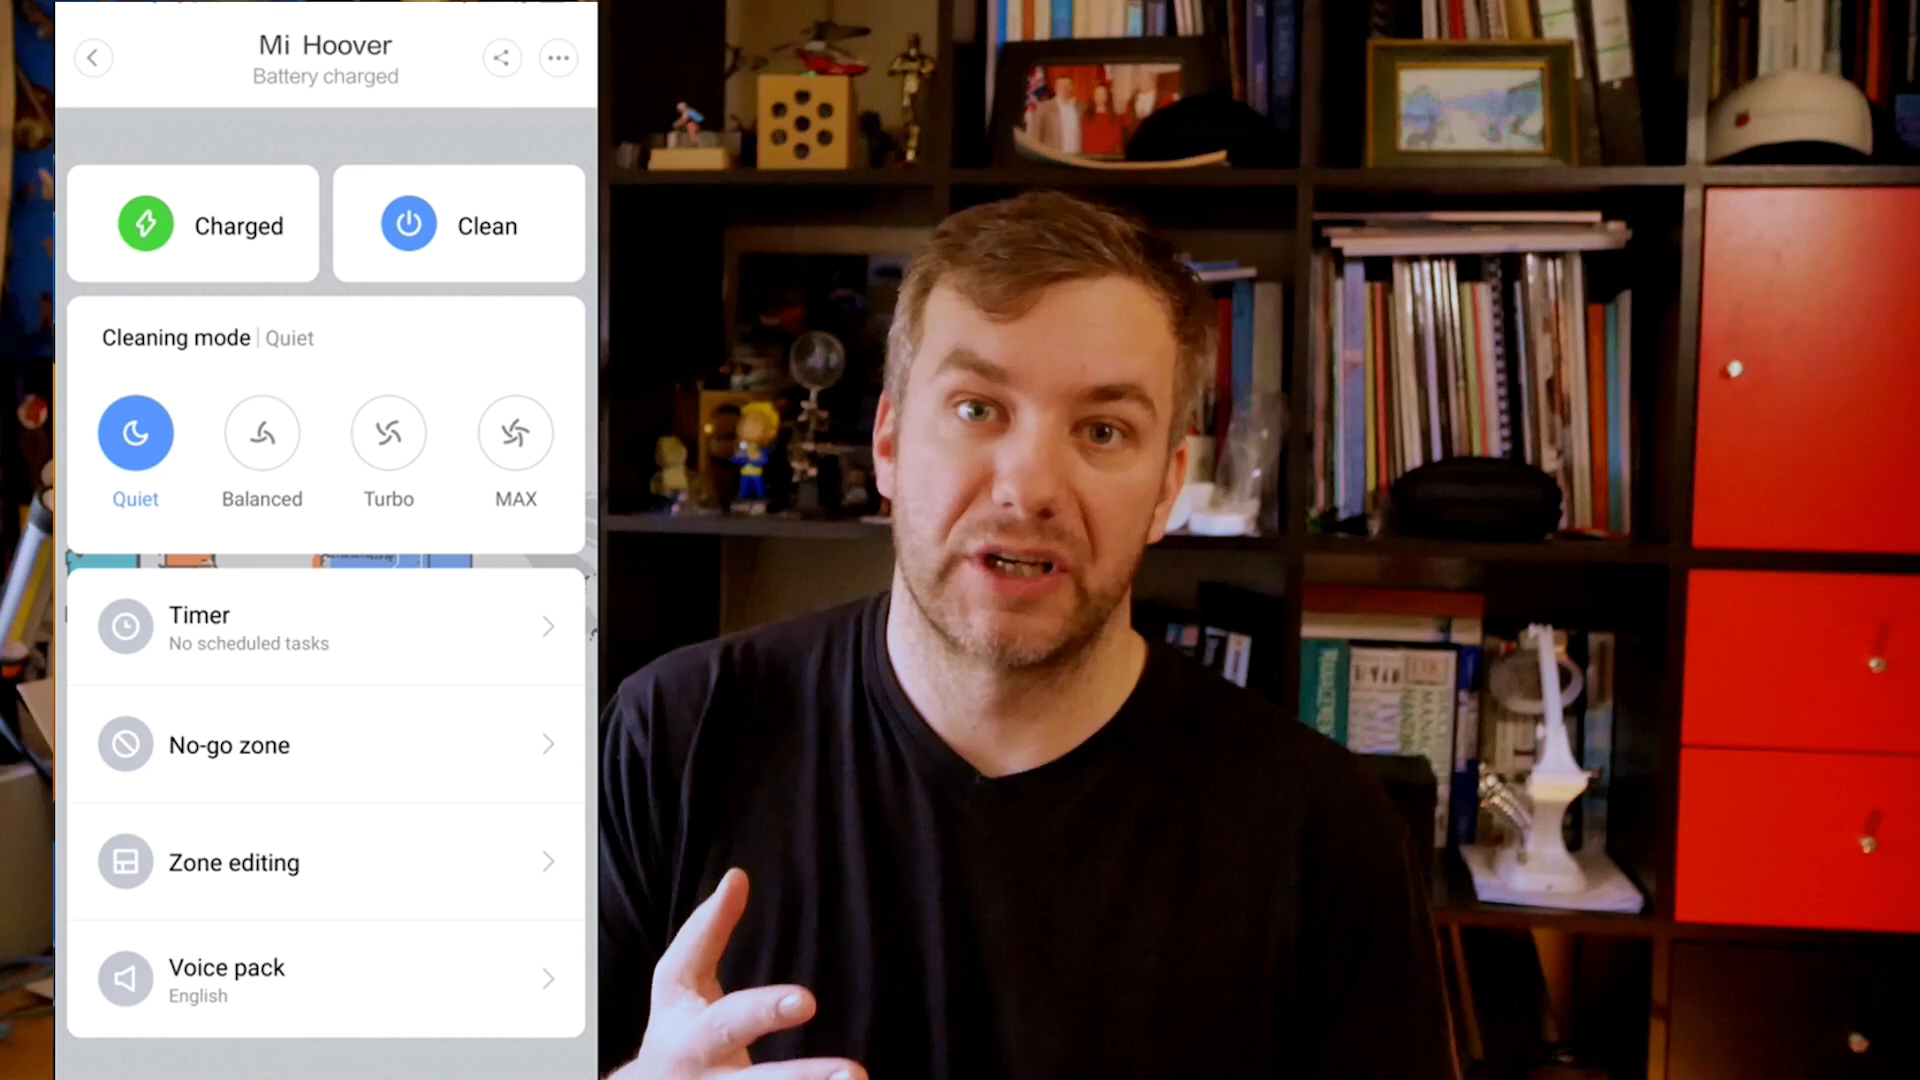 Mi Hoover
Battery charged
Charged
Clean
Cleaning mode | Quiet
Quiet
Balanced
Turbo
MAX
Timer
No scheduled tasks
No-go zone
Zone editing
Voice pack
English